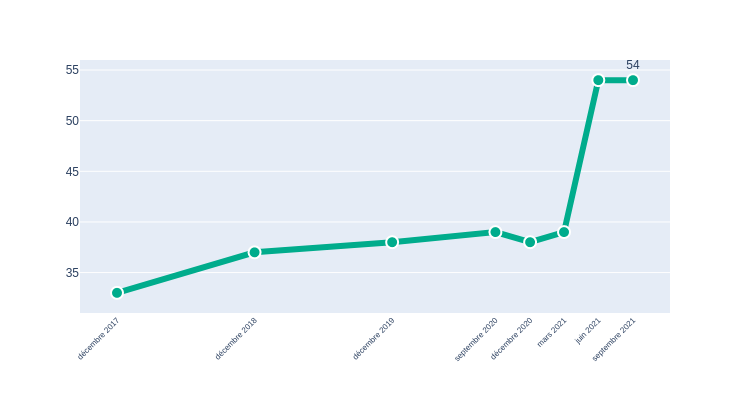 54
55
50
45
40
35
décembre 2017
décembre 2018
décembre 2019
septembre 2020
décembre 2020
mars 2021
juin 2021
septembre 2021